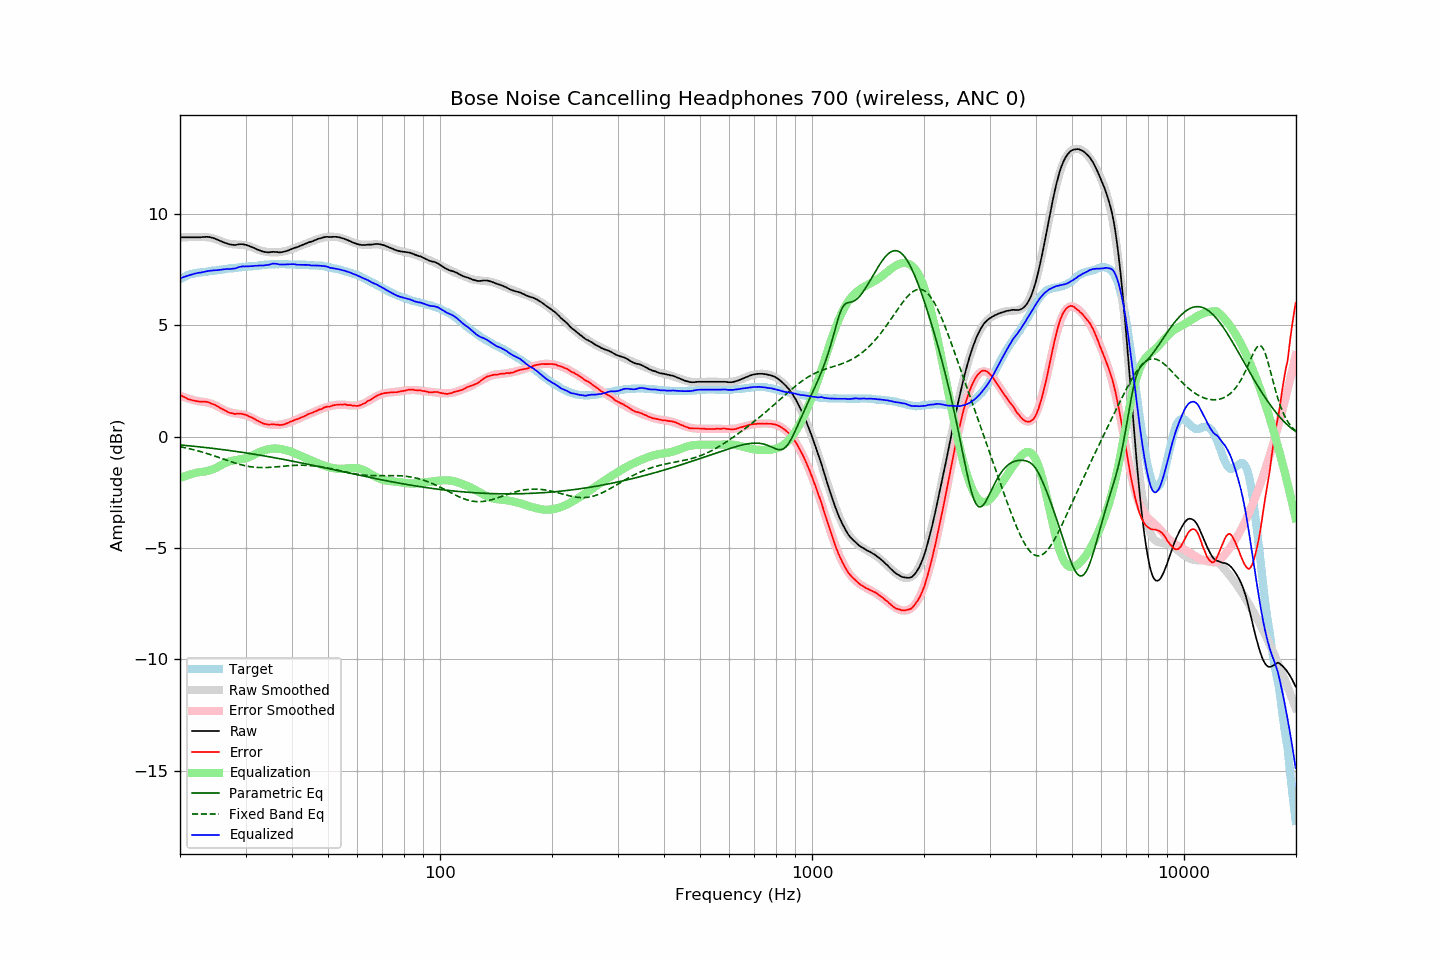 Bose Noise Cancelling Headphones 700 (wireless, ANC 0)
Amplitude (dBr)
10
5
0
−5
−10
−15
Target
Raw Smoothed
Error Smoothed
Raw
Error
Equalization
Parametric Eq
Fixed Band Eq
Equalized
100
1000
10000
Frequency (Hz)